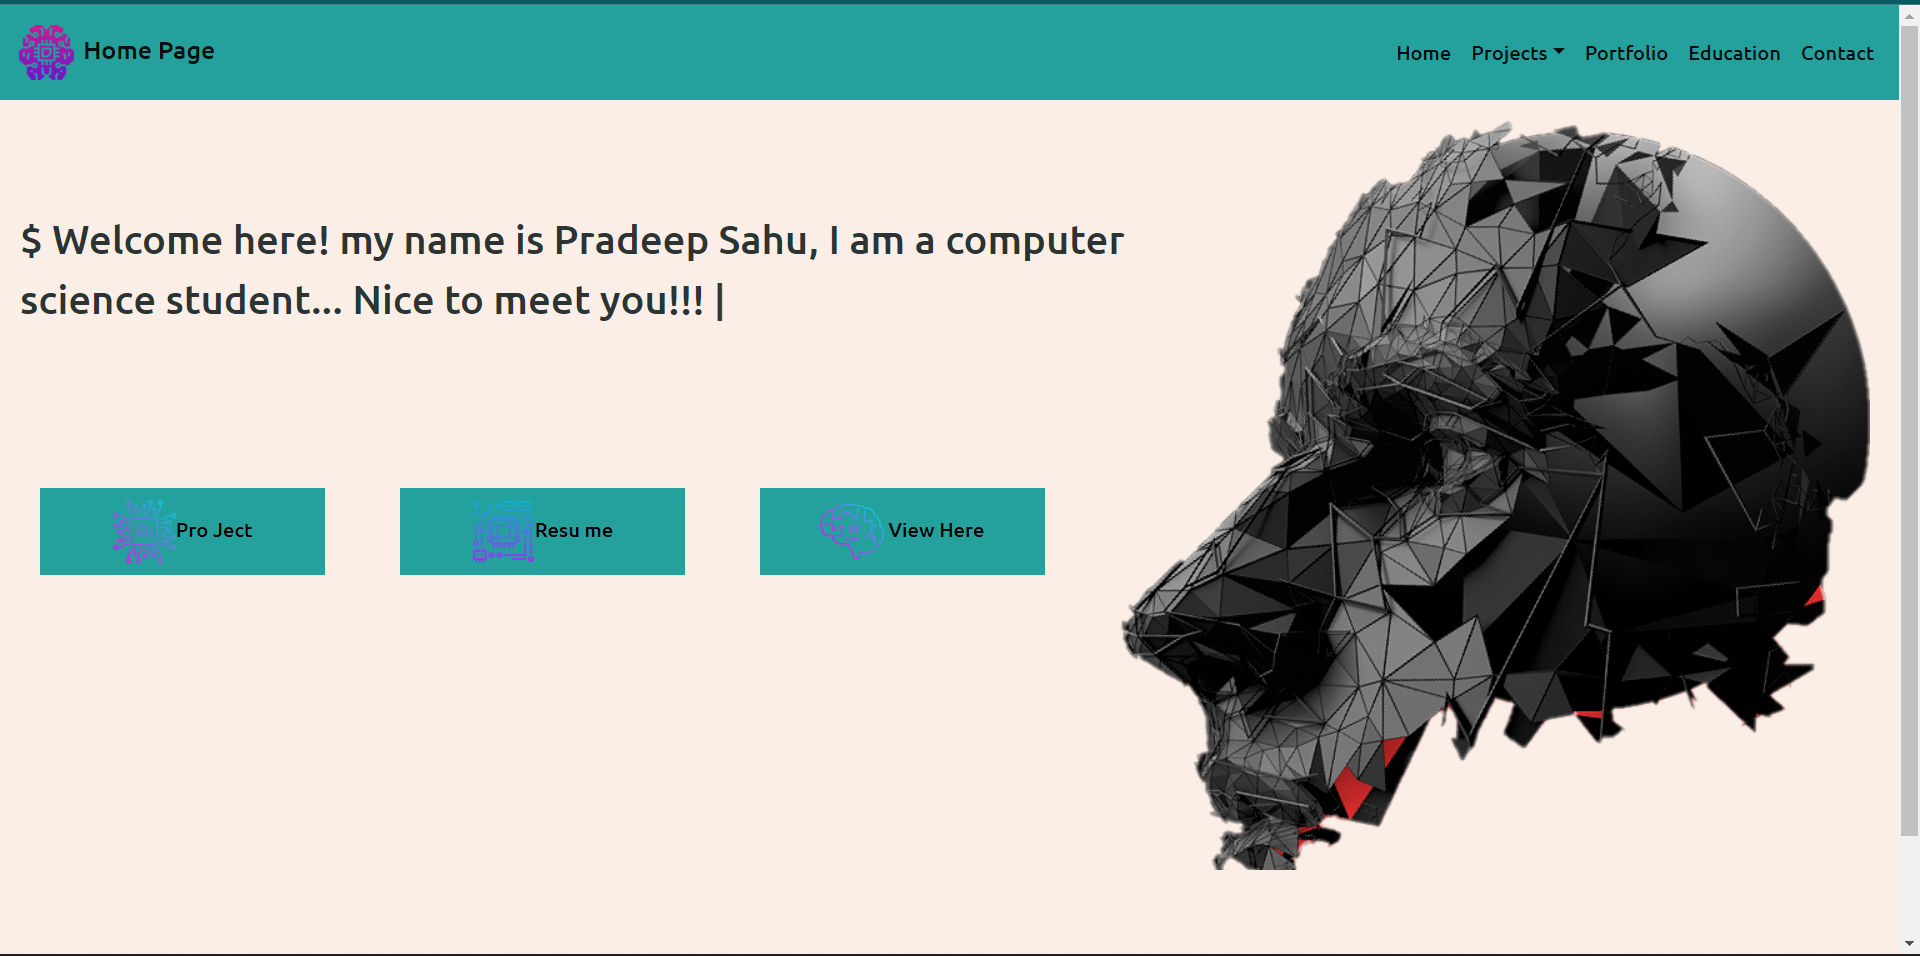 Home Page
Home Projects Portfolio Education Contact
$ Welcome here! my name is Pradeep Sahu, I am a computer
science student... Nice to meet you!!! |
Pro Ject
Resu me
View Here